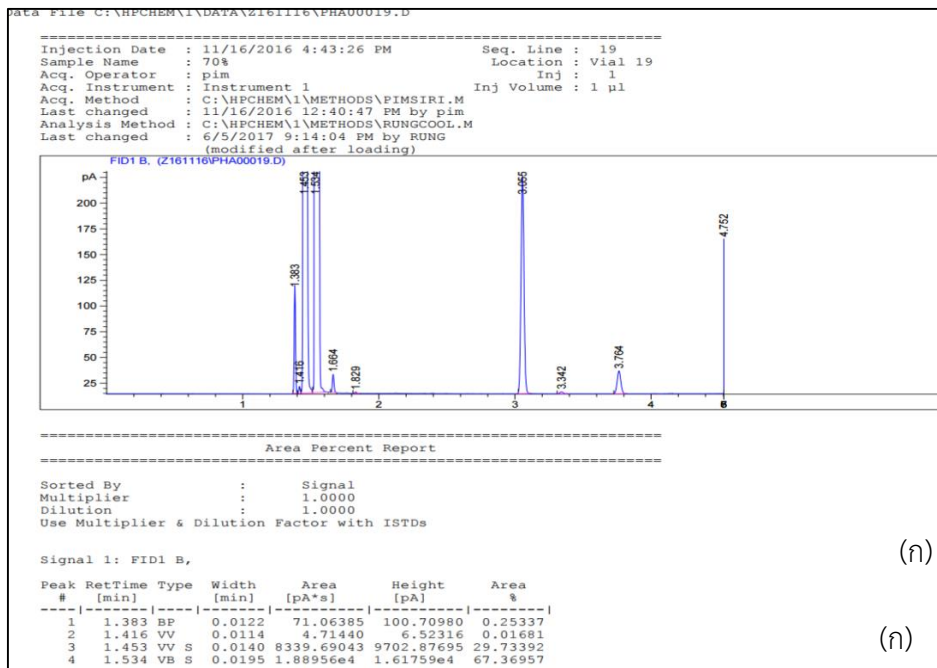 Data File C:\HPCHEM\1\DATA\Z161116\PHA00019.D
=====================================================================
Injection Date : 11/16/2016 4:43:26 PM Seq. Line : 19
Sample Name : 70% Location : Vial 19
Acq. Operator : pim Inj : 1
Acq. Instrument : Instrument 1 Inj Volume : 1 µl
Acq. Method : C:\HPCHEM\1\METHODS\PIMSIRI.M
Last changed : 11/16/2016 12:40:47 PM by pim
Analysis Method : C:\HPCHEM\1\METHODS\RUNGCOOL.M
Last changed : 6/5/2017 9:14:04 PM by RUNG
(modified after loading)
FID1 B, (Z161116\PHA00019.D)
pA
200
175
150
125
100
75
50
25
1.383
1.416
1.453
1.534
1.664
1.829
3.055
3.342
3.764
4.752
1 2 3 4
=====================================================================
Area Percent Report
=====================================================================
Sorted By : Signal
Multiplier : 1.0000
Dilution : 1.0000
Use Multiplier & Dilution Factor with ISTDs
Signal 1: FID1 B,
(ก)
Peak RetTime Type Width Area Height Area
# [min] [min] [pA*s] [pA] %
----|-------|----|-------|----------|----------|--------|
1 1.383 BP 0.0122 71.06385 100.70980 0.25337
2 1.416 VV 0.0114 4.71440 6.52316 0.01681
(ก)
3 1.453 VV S 0.0140 8339.69043 9702.87695 29.73392
4 1.534 VB S 0.0195 1.88956e4 1.61759e4 67.36957